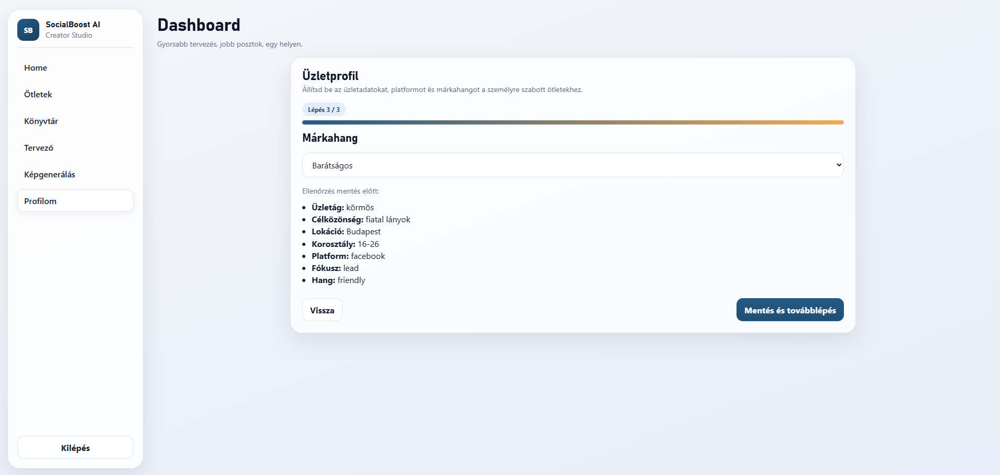 SB
SocialBoost AI
Creator Studio
Home
Ötletek
Könyvtár
Tervező
Képgenerálás
Profilom
Kilépés
Dashboard
Gyorsabb tervezés, jobb posztok, egy helyen.
Üzletprofil
Állítsd be az üzletadatokat, platformot és márkahangot a személyre szabott ötletekhez.
Lépés 3 / 3
Márkahang
Barátságos
Ellenőrzés mentés előtt:
Üzletág: körmös
Célközönség: fiatal lányok
Lokáció: Budapest
Korosztály: 16-26
Platform: facebook
Fókusz: lead
Hang: friendly
Vissza
Mentés és továbblépés